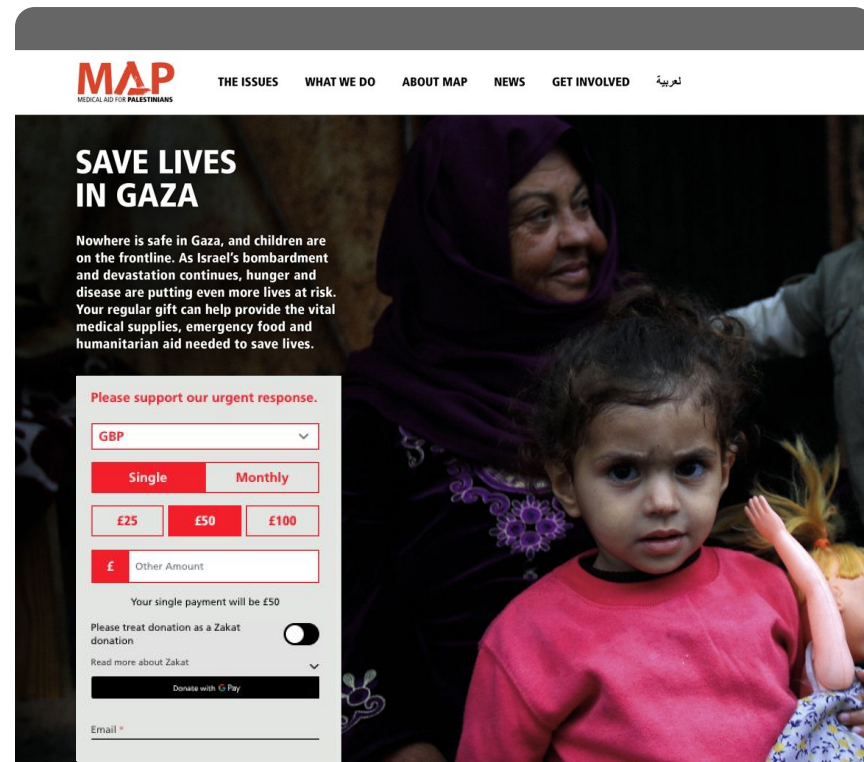 MAP
MEDICAL AID FOR PALESTINIANS
THE ISSUES WHAT WE DO ABOUT MAP NEWS GET INVOLVED لعربية
SAVE LIVES
IN GAZA
Nowhere is safe in Gaza, and children are
on the frontline. As Israel's bombardment
and devastation continues, hunger and
disease are putting even more lives at risk.
Your regular gift can help provide the vital
medical supplies, emergency food and
humanitarian aid needed to save lives.
Please support our urgent response.
GBP
Single Monthly
£25 £50 £100
£ Other Amount
Your single payment will be £50
Please treat donation as a Zakat
donation
Read more about Zakat
Donate with G Pay
Email *